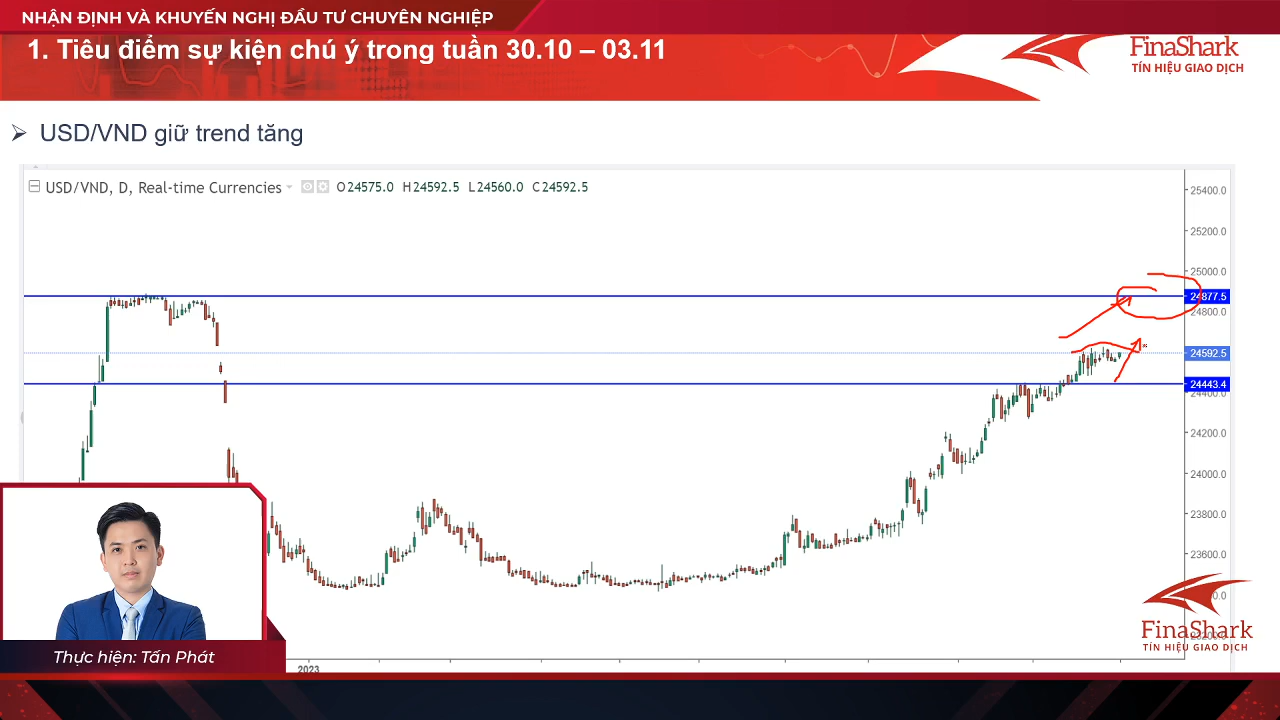 NHẬN ĐỊNH VÀ KHUYẾN NGHỊ ĐẦU TƯ CHUYÊN NGHIỆP
1. Tiêu điểm sự kiện chú ý trong tuần 30.10 – 03.11
FinaShark
TÍN HIỆU GIAO DỊCH
USD/VND giữ trend tăng
USD/VND, D, Real-time Currencies O24575.0 H24592.5 L24560.0 C24592.5
25400.0
25200.0
25000.0
24877.5
24800.0
24592.5
24443.4
24400.0
24200.0
24000.0
23800.0
23600.0
FinaShark
TÍN HIỆU GIAO DỊCH
Thực hiện: Tấn Phát
2023